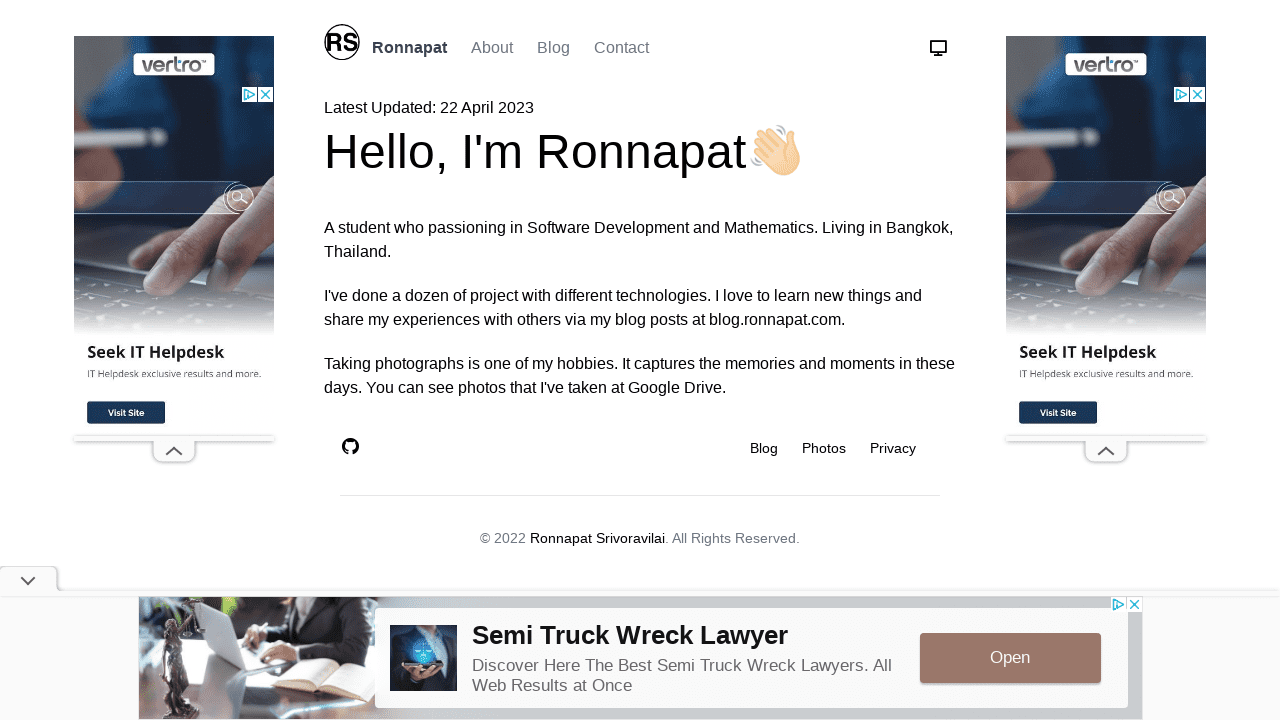 RS Ronnapat About Blog Contact
Latest Updated: 22 April 2023
Hello, I'm Ronnapat👋🏻
A student who passioning in Software Development and Mathematics. Living in Bangkok,
Thailand.
I've done a dozen of project with different technologies. I love to learn new things and
share my experiences with others via my blog posts at blog.ronnapat.com.
Taking photographs is one of my hobbies. It captures the memories and moments in these
days. You can see photos that I've taken at Google Drive.
Blog Photos Privacy
© 2022 Ronnapat Srivoravilai. All Rights Reserved.
vertro™
Seek IT Helpdesk
IT Helpdesk exclusive results and more.
Visit Site
vertro™
Seek IT Helpdesk
IT Helpdesk exclusive results and more.
Visit Site
Semi Truck Wreck Lawyer
Discover Here The Best Semi Truck Wreck Lawyers. All
Web Results at Once
Open